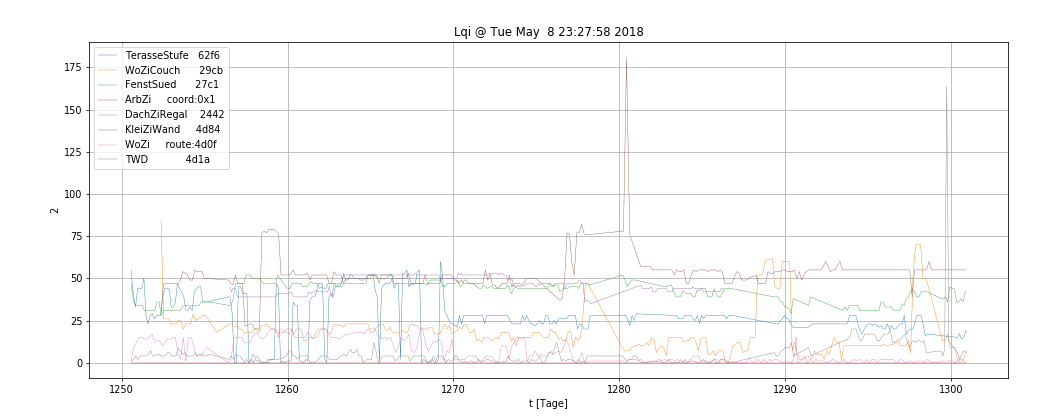 Lqi @ Tue May  8 23:27:58 2018
TerasseStufe   62f6
WoZiCouch      29cb
FenstSued      27c1
ArbZi     coord:0x1
DachZiRegal    2442
KleiZiWand     4d84
WoZi     route:4d0f
TWD            4d1a
175
150
125
100
75
50
25
0
2
1250 1260 1270 1280 1290 1300
t [Tage]